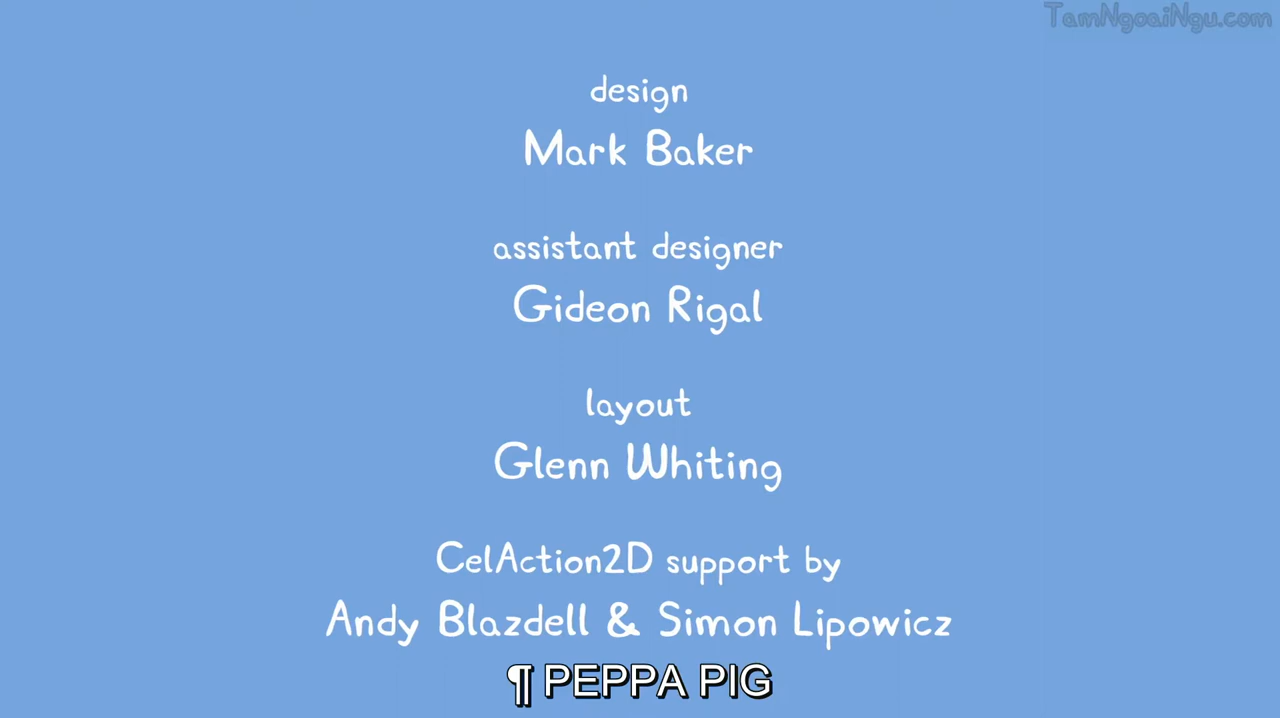 TamNgoaiNgu.com
design
Mark Baker
assistant designer
Gideon Rigal
layout
Glenn Whiting
CelAction2D support by
Andy Blazdell & Simon Lipowicz
¶ PEPPA PIG